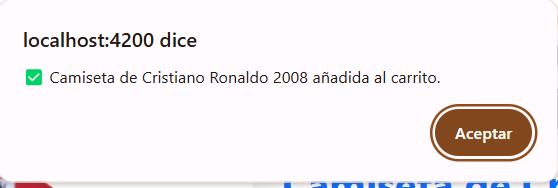 localhost:4200 dice
✅ Camiseta de Cristiano Ronaldo 2008 añadida al carrito.
Aceptar